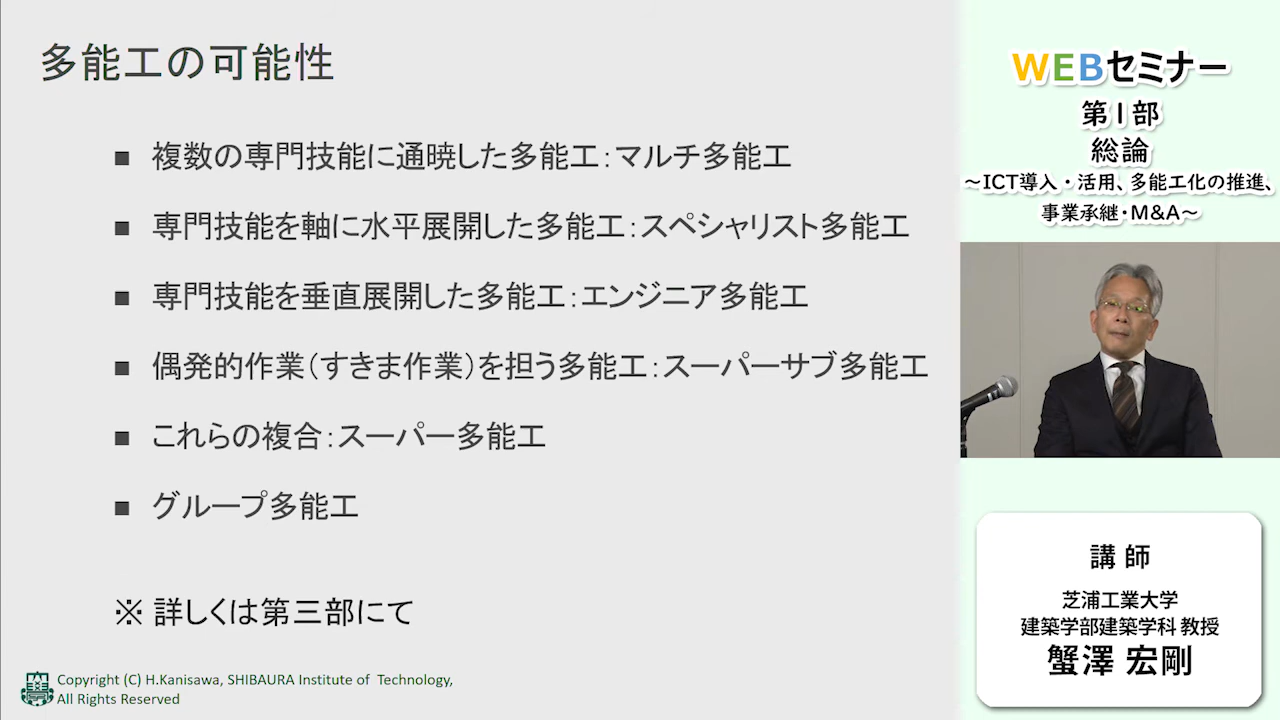 多能工の可能性
■ 複数の専門技能に通暁した多能工：マルチ多能工
■ 専門技能を軸に水平展開した多能工：スペシャリスト多能工
■ 専門技能を垂直展開した多能工：エンジニア多能工
■ 偶発的作業（すきま作業）を担う多能工：スーパーサブ多能工
■ これらの複合：スーパー多能工
■ グループ多能工
※ 詳しくは第三部にて
Copyright (C) H.Kanisawa, SHIBAURA Institute of Technology,
All Rights Reserved
WEBセミナー
第1部
総論
～ICT導入・活用、多能工化の推進、
事業承継・M&A～
講 師
芝浦工業大学
建築学部建築学科 教授
蟹澤 宏剛